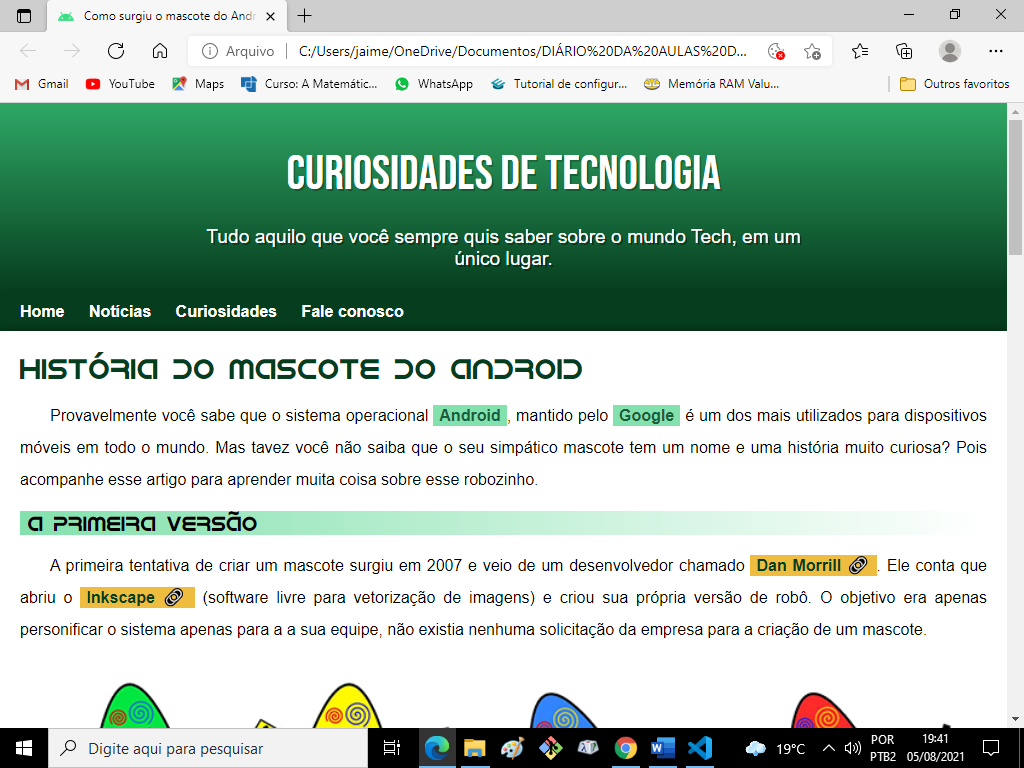 Como surgiu o mascote do Andr
Arquivo
C:/Users/jaime/OneDrive/Documentos/DIÁRIO%20DA%20AULAS%20D...
Gmail YouTube Maps Curso: A Matemátic... WhatsApp Tutorial de configur... Memória RAM Valu... Outros favoritos
CURIOSIDADES DE TECNOLOGIA
Tudo aquilo que você sempre quis saber sobre o mundo Tech, em um
único lugar.
Home Notícias Curiosidades Fale conosco
História do mascote do Android
Provavelmente você sabe que o sistema operacional Android, mantido pelo Google é um dos mais utilizados para dispositivos
móveis em todo o mundo. Mas tavez você não saiba que o seu simpático mascote tem um nome e uma história muito curiosa? Pois
acompanhe esse artigo para aprender muita coisa sobre esse robozinho.
A primeira versão
A primeira tentativa de criar um mascote surgiu em 2007 e veio de um desenvolvedor chamado Dan Morrill. Ele conta que
abriu o Inkscape (software livre para vetorização de imagens) e criou sua própria versão de robô. O objetivo era apenas
personificar o sistema apenas para a a sua equipe, não existia nenhuma solicitação da empresa para a criação de um mascote.
Digite aqui para pesquisar
19°C
POR
PTB2
19:41
05/08/2021